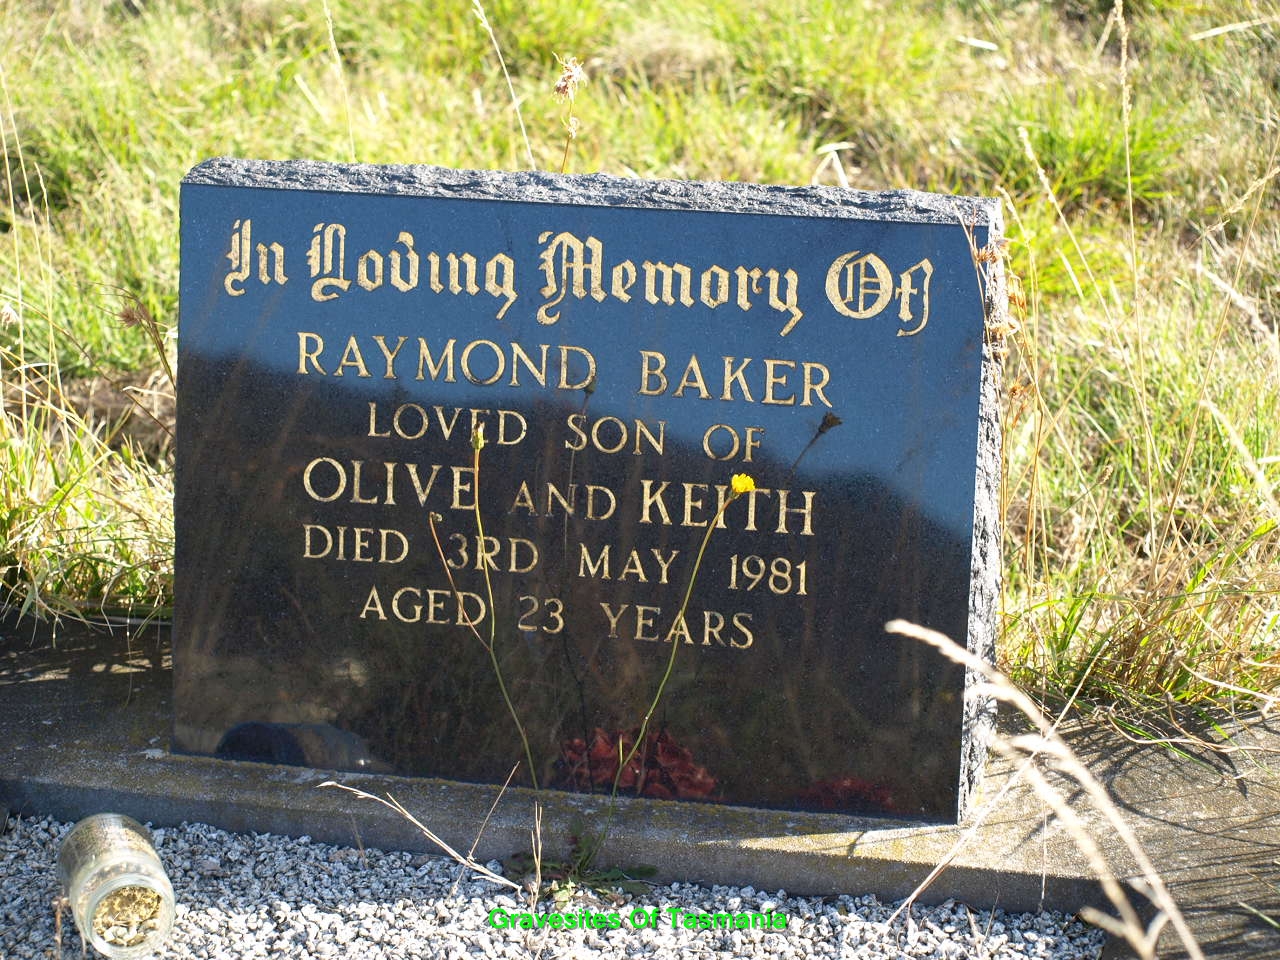 In Loving Memory Of
RAYMOND BAKER
LOVED SON OF
OLIVE AND KEITH
DIED 3RD MAY 1981
AGED 23 YEARS
Gravesites Of Tasmania